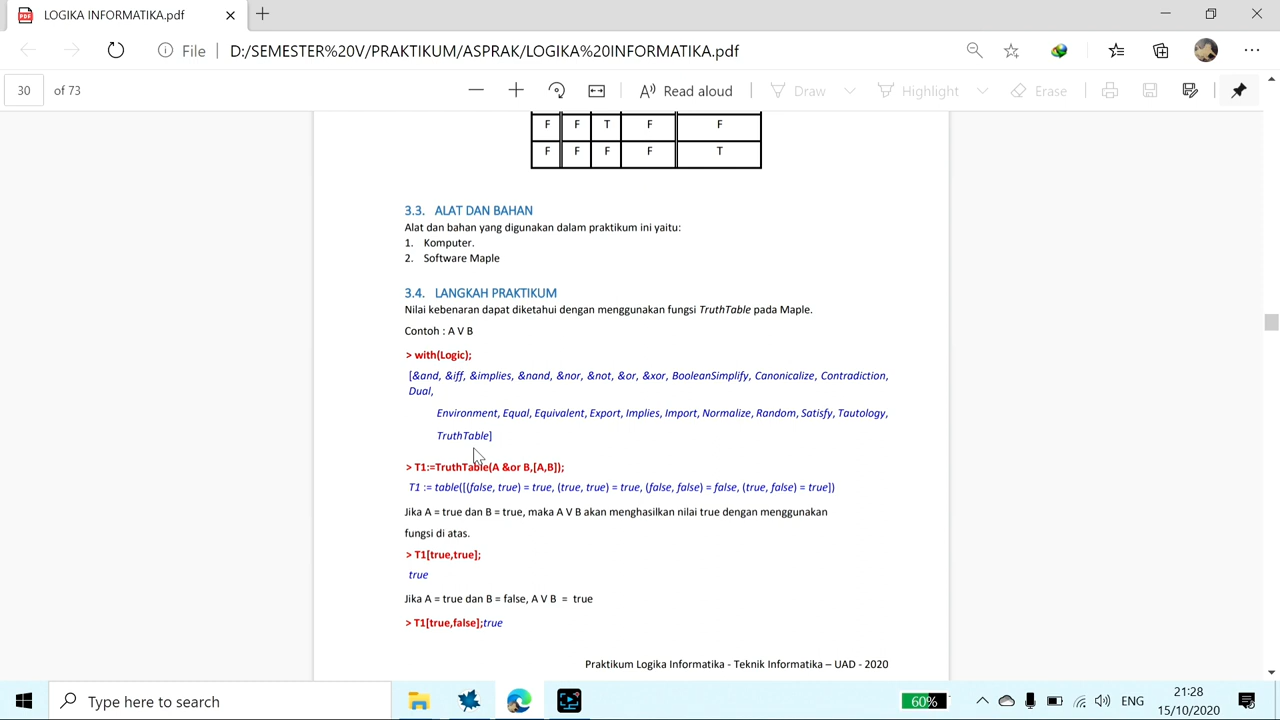 LOGIKA INFORMATIKA.pdf
File
D:/SEMESTER%20V/PRAKTIKUM/ASPRAK/LOGIKA%20INFORMATIKA.pdf
30 of 73
Read aloud
Draw
Highlight
Erase
F F T F F
F F F F T
3.3. ALAT DAN BAHAN
Alat dan bahan yang digunakan dalam praktikum ini yaitu:
1. Komputer.
2. Software Maple
3.4. LANGKAH PRAKTIKUM
Nilai kebenaran dapat diketahui dengan menggunakan fungsi TruthTable pada Maple.
Contoh : A V B
> with(Logic);
[&and, &iff, &implies, &nand, &nor, &not, &or, &xor, BooleanSimplify, Canonicalize, Contradiction,
Dual,
Environment, Equal, Equivalent, Export, Implies, Import, Normalize, Random, Satisfy, Tautology,
TruthTable]
> T1:=TruthTable(A &or B,[A,B]);
T1 := table([(false, true) = true, (true, true) = true, (false, false) = false, (true, false) = true])
Jika A = true dan B = true, maka A V B akan menghasilkan nilai true dengan menggunakan
fungsi di atas.
> T1[true,true];
true
Jika A = true dan B = false, A V B = true
> T1[true,false];true
Praktikum Logika Informatika - Teknik Informatika – UAD - 2020
Type here to search
60%
ENG
21:28
15/10/2020